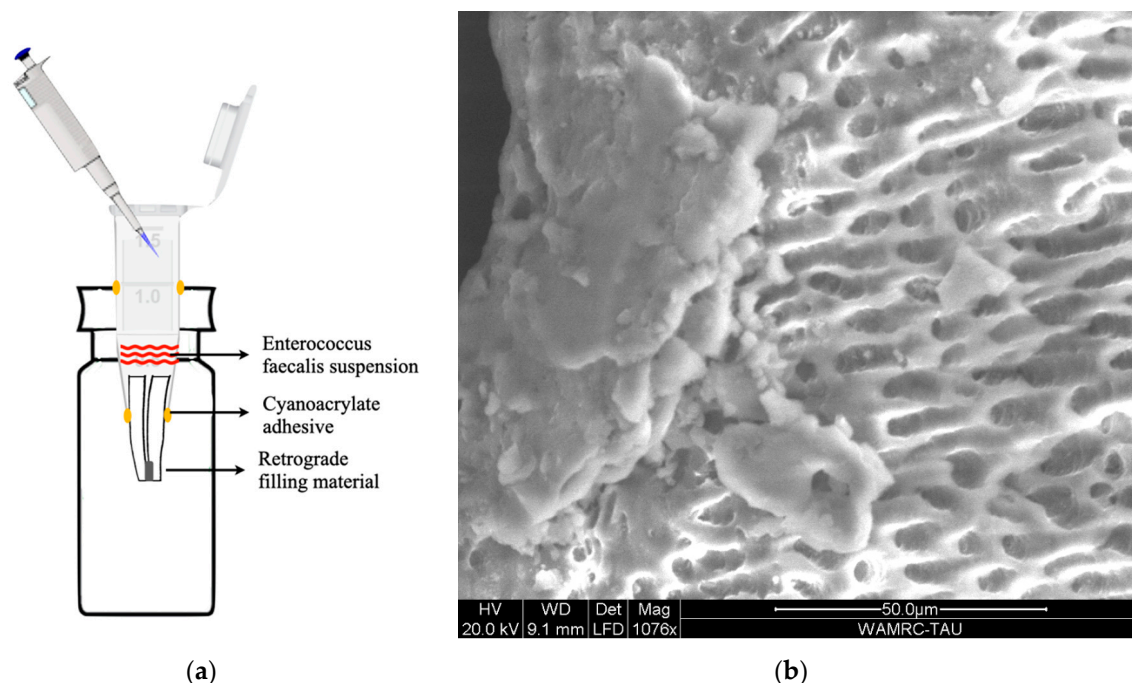 1.5
1.0
Enterococcus
faecalis suspension
Cyanoacrylate
adhesive
Retrograde
filling material
HV WD Det Mag 50.0µm
20.0 kV 9.1 mm LFD 1076x WAMRC-TAU
(a) (b)